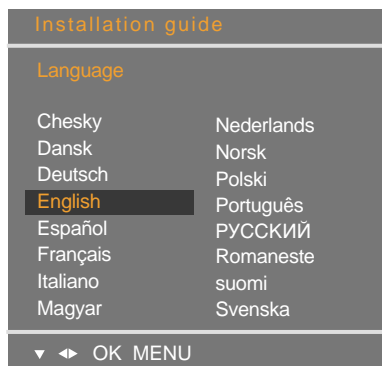 Installation guide
Language
Chesky
Dansk
Deutsch
English
Español
Français
Italiano
Magyar
Nederlands
Norsk
Polski
Português
РУССКИЙ
Romaneste
suomi
Svenska
OK MENU